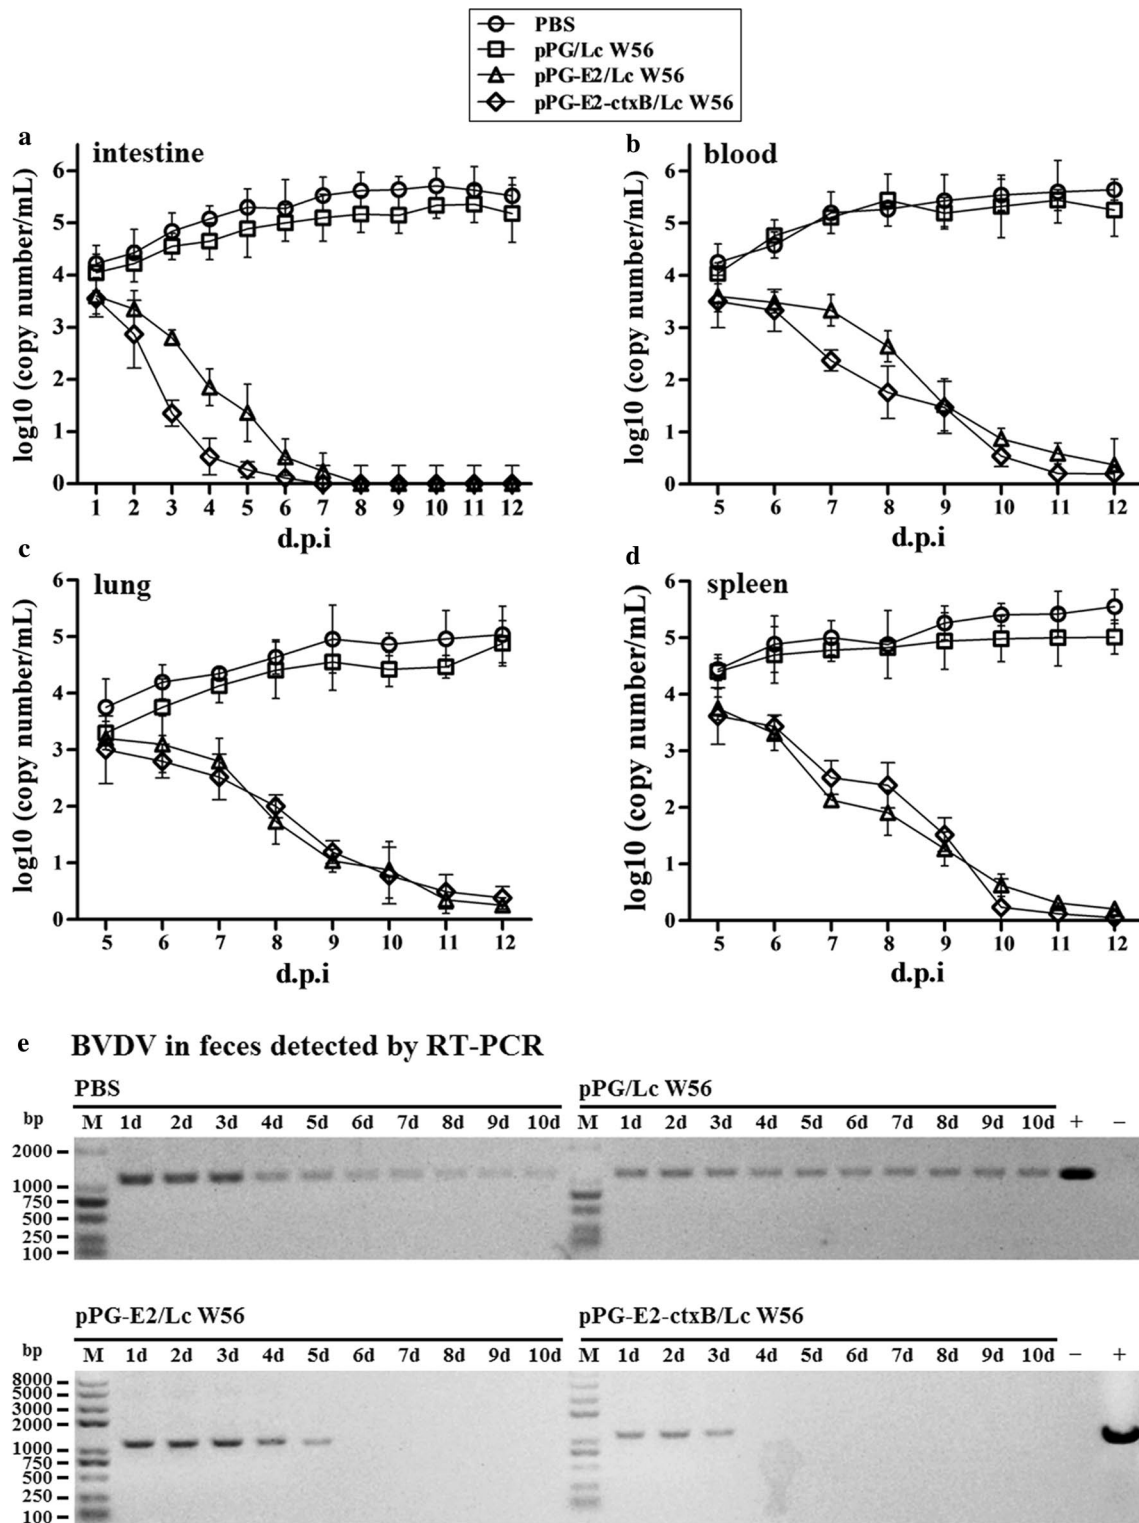 PBS
pPG/Lc W56
pPG-E2/Lc W56
pPG-E2-ctxB/Lc W56
a
intestine
log10 (copy number/mL)
6
5
4
3
2
1
0
1 2 3 4 5 6 7 8 9 10 11 12
d.p.i
b
blood
log10 (copy number/mL)
6
5
4
3
2
1
0
5 6 7 8 9 10 11 12
d.p.i
c
lung
log10 (copy number/mL)
6
5
4
3
2
1
0
5 6 7 8 9 10 11 12
d.p.i
d
spleen
log10 (copy number/mL)
6
5
4
3
2
1
0
5 6 7 8 9 10 11 12
d.p.i
e BVDV in feces detected by RT-PCR
PBS pPG/Lc W56
bp M 1d 2d 3d 4d 5d 6d 7d 8d 9d 10d M 1d 2d 3d 4d 5d 6d 7d 8d 9d 10d + −
2000
1000
750
500
250
100
pPG-E2/Lc W56 pPG-E2-ctxB/Lc W56
bp M 1d 2d 3d 4d 5d 6d 7d 8d 9d 10d M 1d 2d 3d 4d 5d 6d 7d 8d 9d 10d − +
8000
5000
3000
2000
1000
750
500
250
100